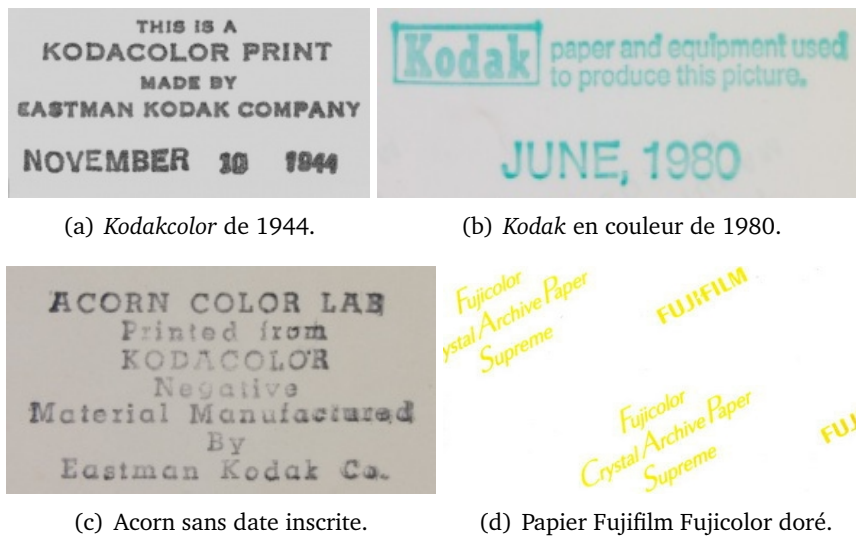 THIS IS A
KODACOLOR PRINT
MADE BY
EASTMAN KODAK COMPANY
NOVEMBER 10 1944
(a) Kodakcolor de 1944.
Kodak paper and equipment used
to produce this picture.
JUNE, 1980
(b) Kodak en couleur de 1980.
ACORN COLOR LAB
Printed from
KODACOLOR
Negative
Material Manufactured
By
Eastman Kodak Co.
(c) Acorn sans date inscrite.
Fujicolor
ystal Archive Paper
Supreme
FUJIFILM
Fujicolor
Crystal Archive Paper
Supreme
FUJ
(d) Papier Fujifilm Fujicolor doré.